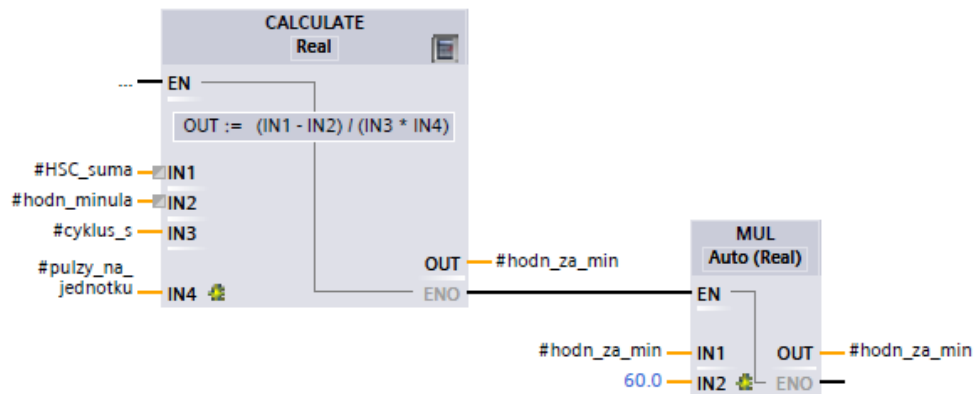 CALCULATE
Real
--- EN
OUT := (IN1 - IN2) / (IN3 * IN4)
#HSC_suma IN1
#hodn_minula IN2
#cyklus_s IN3
#pulzy_na_
jednotku IN4
OUT #hodn_za_min
ENO
MUL
Auto (Real)
EN
#hodn_za_min IN1 OUT #hodn_za_min
60.0 IN2 ENO